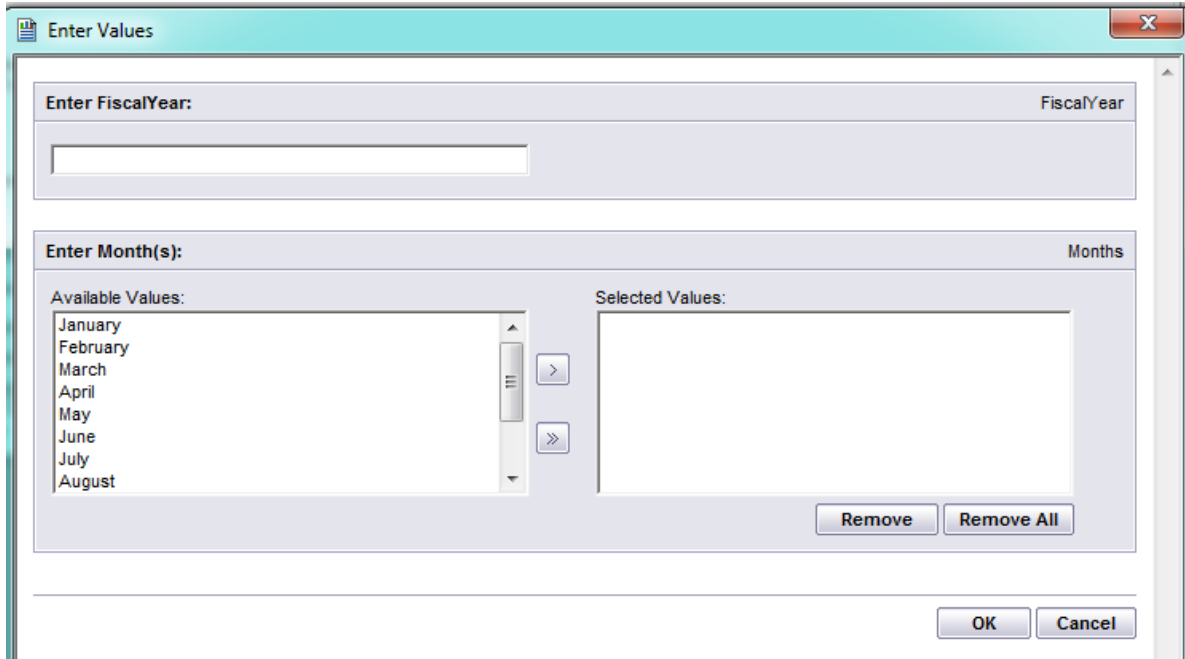 Enter Values
Enter FiscalYear: FiscalYear
Enter Month(s): Months
Available Values: Selected Values:
January
February
March
April
May
June
July
August
> 
»
Remove Remove All
OK Cancel